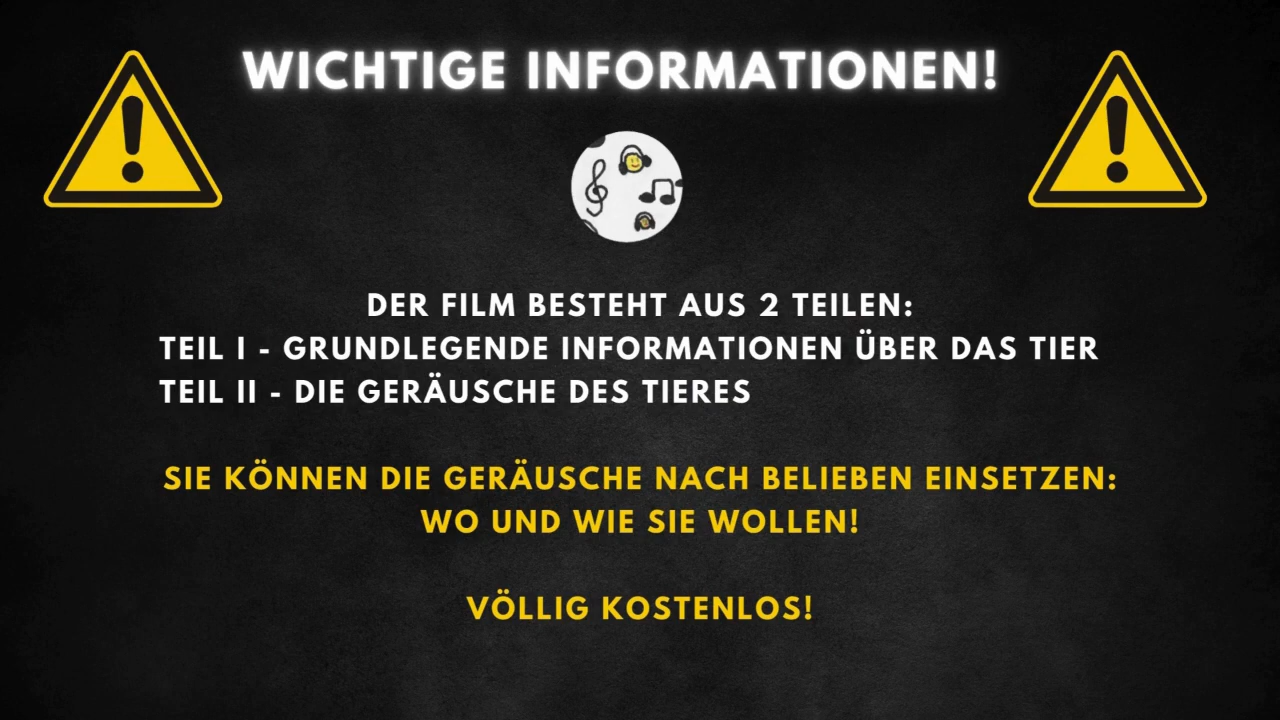 WICHTIGE INFORMATIONEN!
DER FILM BESTEHT AUS 2 TEILEN:
TEIL I - GRUNDLEGENDE INFORMATIONEN ÜBER DAS TIER
TEIL II - DIE GERÄUSCHE DES TIERES
SIE KÖNNEN DIE GERÄUSCHE NACH BELIEBEN EINSETZEN:
WO UND WIE SIE WOLLEN!
VÖLLIG KOSTENLOS!